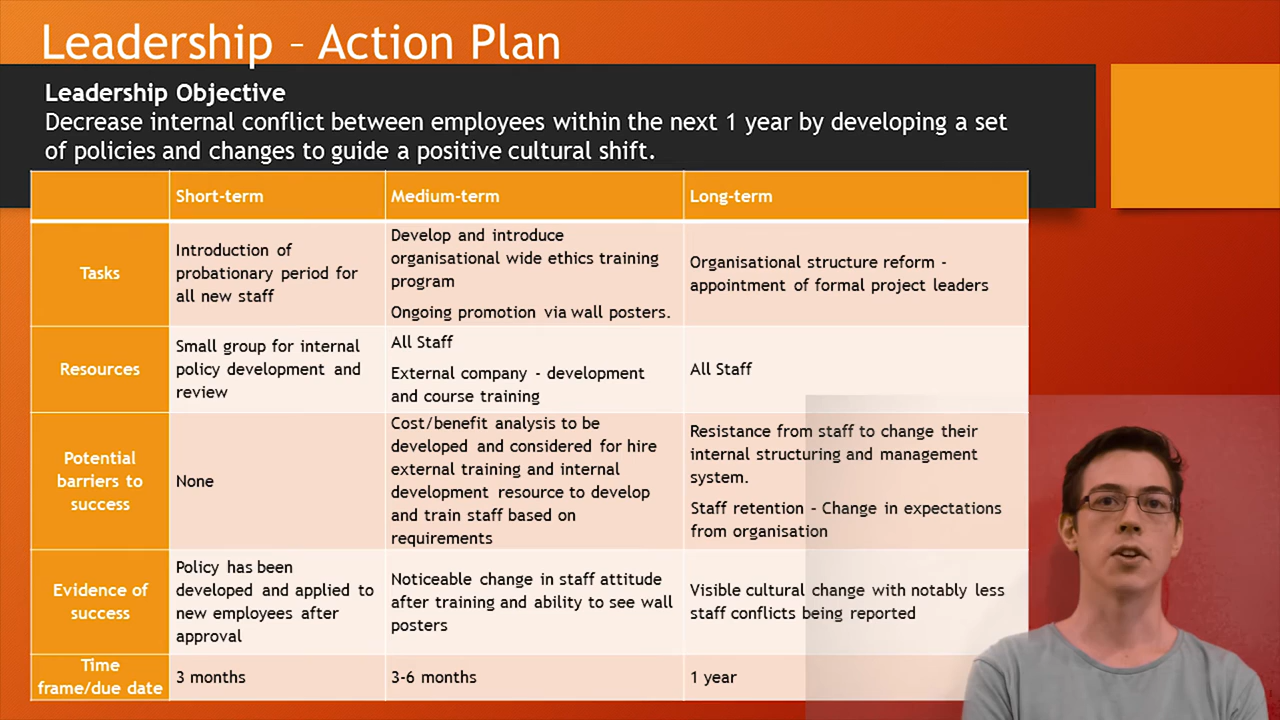 Leadership – Action Plan
Leadership Objective
Decrease internal conflict between employees within the next 1 year by developing a set
of policies and changes to guide a positive cultural shift.
Short-term
Medium-term
Long-term
Tasks
Introduction of
probationary period for
all new staff
Develop and introduce
organisational wide ethics training
program
Ongoing promotion via wall posters.
Organisational structure reform -
appointment of formal project leaders
Resources
Small group for internal
policy development and
review
All Staff
External company - development
and course training
All Staff
Potential
barriers to
success
None
Cost/benefit analysis to be
developed and considered for hire
external training and internal
development resource to develop
and train staff based on
requirements
Resistance from staff to change their
internal structuring and management
system.
Staff retention - Change in expectations
from organisation
Evidence of
success
Policy has been
developed and applied to
new employees after
approval
Noticeable change in staff attitude
after training and ability to see wall
posters
Visible cultural change with notably less
staff conflicts being reported
Time
frame/due date
3 months
3-6 months
1 year